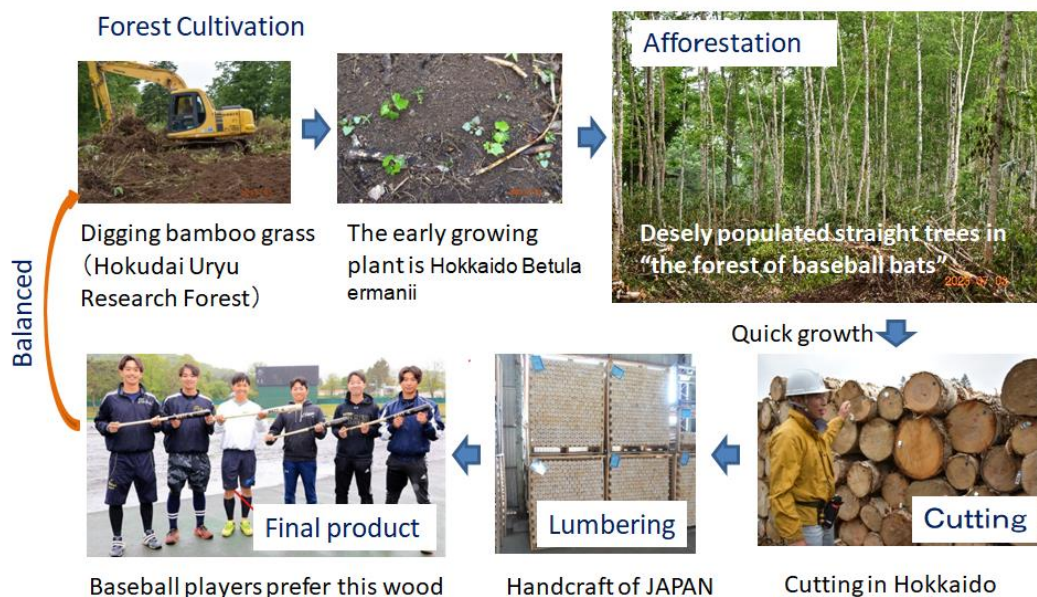 Forest Cultivation
Afforestation
Digging bamboo grass
（Hokudai Uryu
Research Forest）
The early growing
plant is Hokkaido Betula
ermanii
Desely populated straight trees in
“the forest of baseball bats”
Balanced
Quick growth
Final product
Lumbering
Cutting
Baseball players prefer this wood
Handcraft of JAPAN
Cutting in Hokkaido